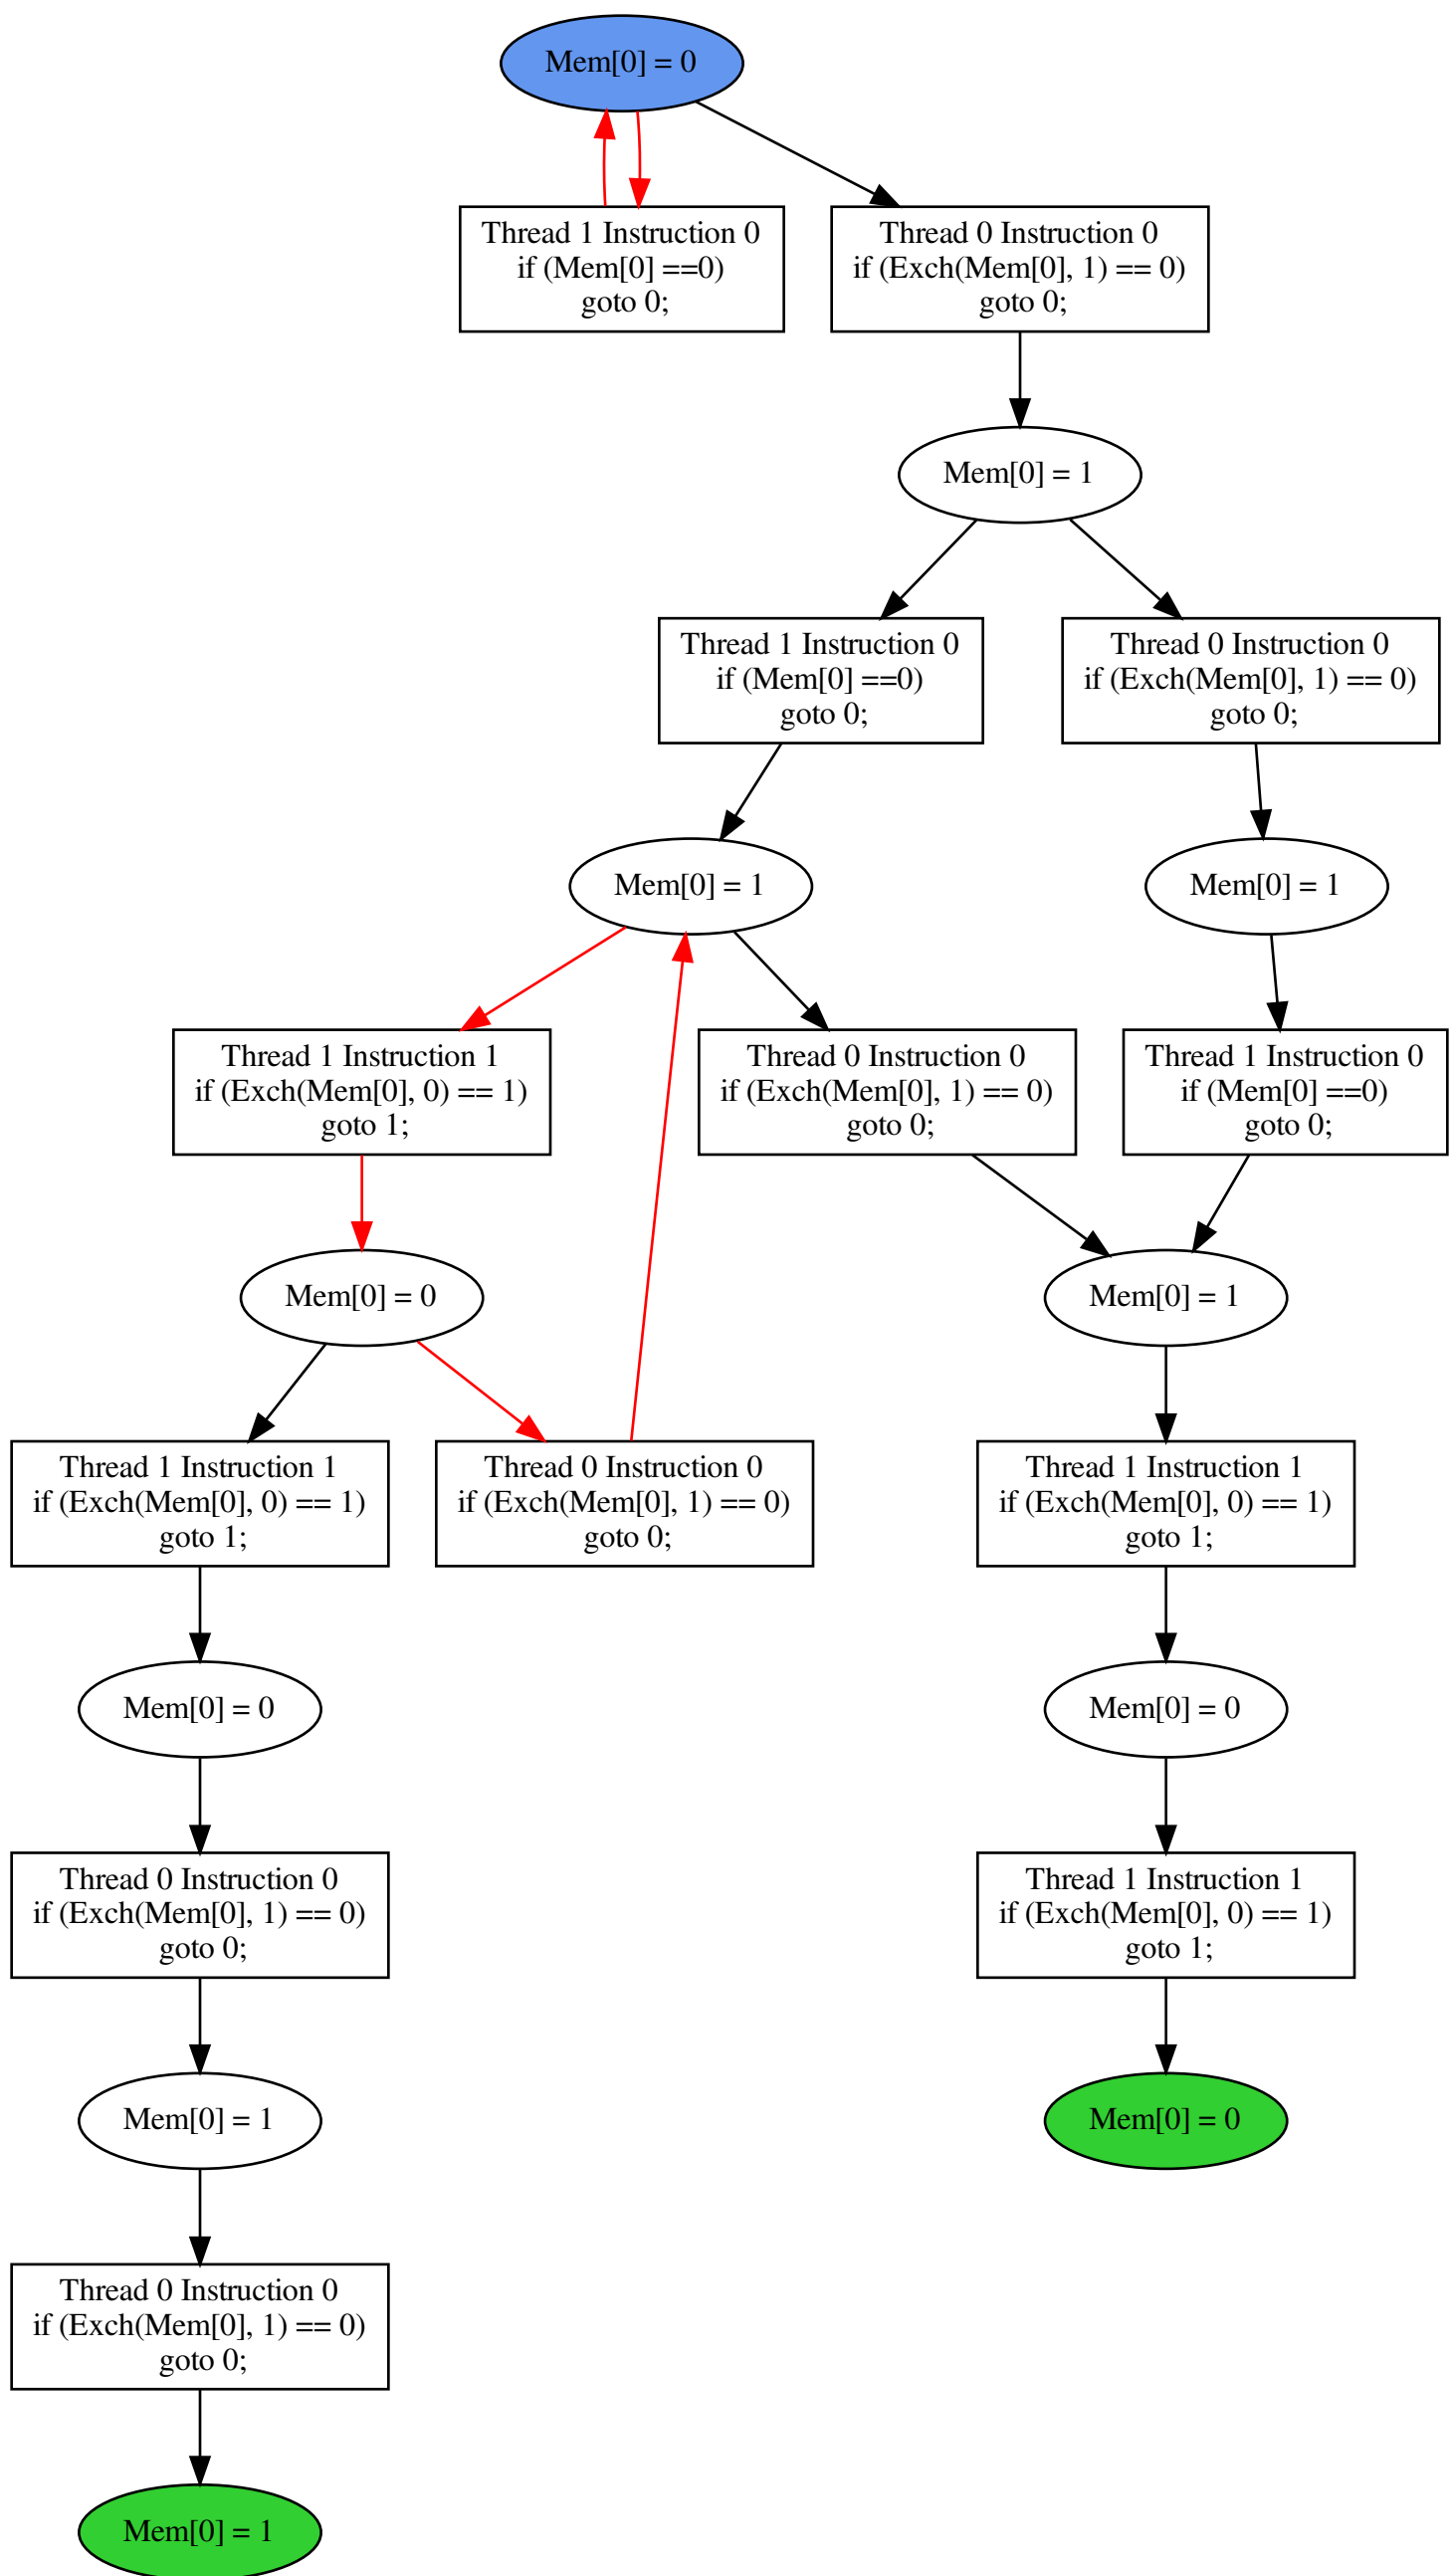 Mem[0] = 0
Thread 1 Instruction 0
if (Mem[0] ==0)
goto 0;
Thread 0 Instruction 0
if (Exch(Mem[0], 1) == 0)
goto 0;
Mem[0] = 1
Thread 1 Instruction 0
if (Mem[0] ==0)
goto 0;
Thread 0 Instruction 0
if (Exch(Mem[0], 1) == 0)
goto 0;
Mem[0] = 1
Mem[0] = 1
Thread 1 Instruction 1
if (Exch(Mem[0], 0) == 1)
goto 1;
Thread 0 Instruction 0
if (Exch(Mem[0], 1) == 0)
goto 0;
Thread 1 Instruction 0
if (Mem[0] ==0)
goto 0;
Mem[0] = 0
Mem[0] = 1
Thread 1 Instruction 1
if (Exch(Mem[0], 0) == 1)
goto 1;
Thread 0 Instruction 0
if (Exch(Mem[0], 1) == 0)
goto 0;
Thread 1 Instruction 1
if (Exch(Mem[0], 0) == 1)
goto 1;
Mem[0] = 0
Mem[0] = 0
Thread 0 Instruction 0
if (Exch(Mem[0], 1) == 0)
goto 0;
Thread 1 Instruction 1
if (Exch(Mem[0], 0) == 1)
goto 1;
Mem[0] = 1
Mem[0] = 0
Thread 0 Instruction 0
if (Exch(Mem[0], 1) == 0)
goto 0;
Mem[0] = 1